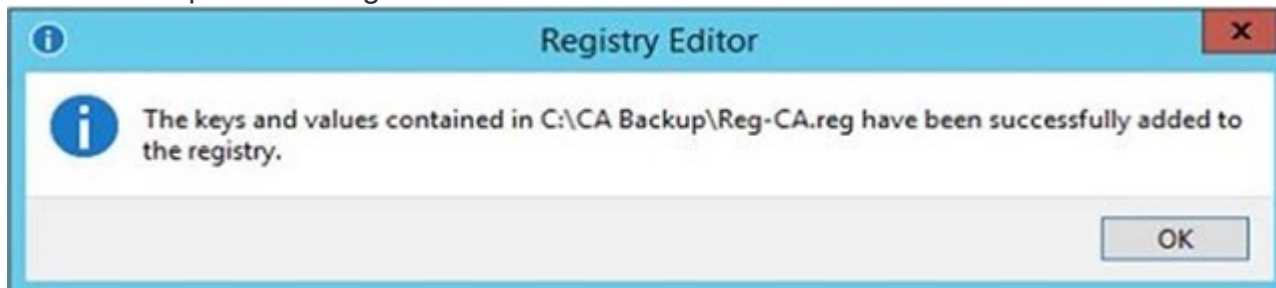 Registry Editor
The keys and values contained in C:\CA Backup\Reg-CA.reg have been successfully added to
the registry.
OK